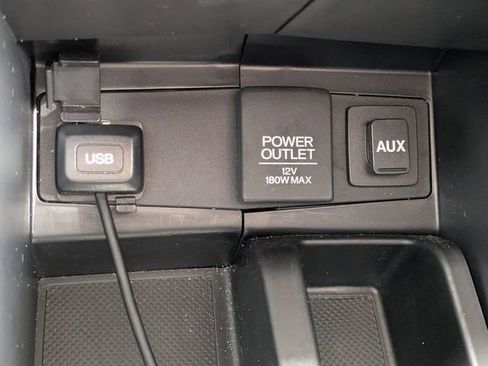 USB
POWER
OUTLET
12V
180W MAX
AUX